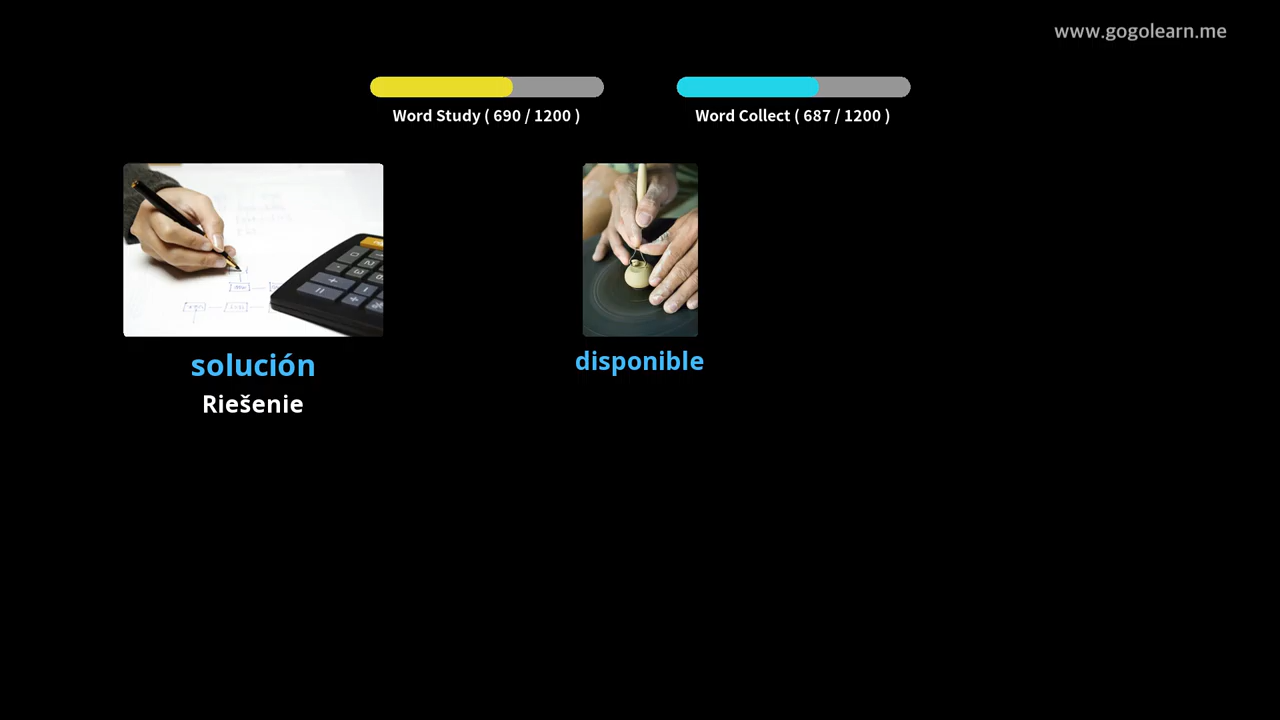 www.gogolearn.me
Word Study ( 690 / 1200 )
Word Collect ( 687 / 1200 )
solución
Riešenie
disponible